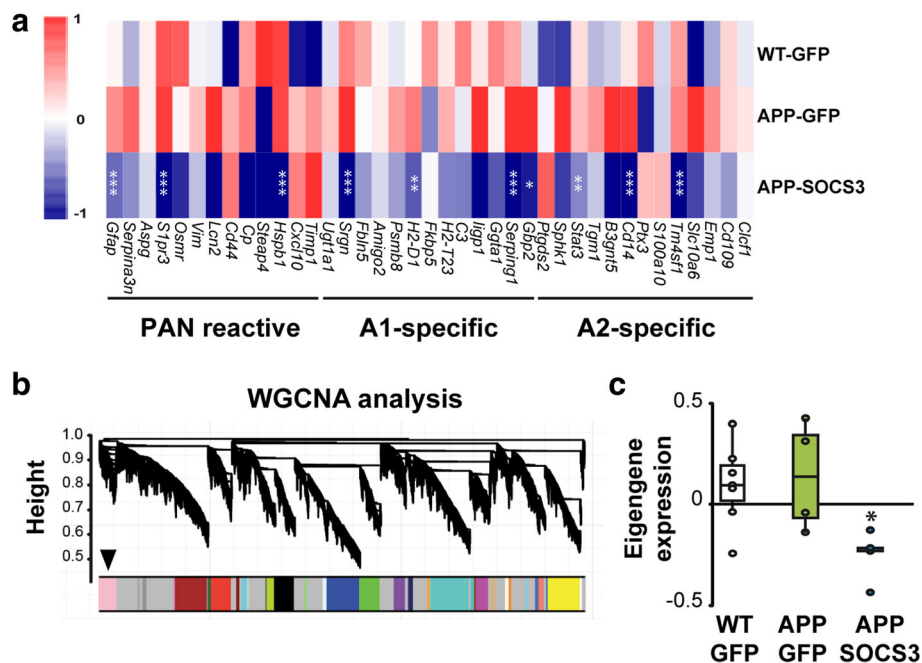 a
1
0
-1
WT-GFP
APP-GFP
APP-SOCS3
*** *** *** *** ** *** * ** *** ***
Gfap Serpina3n Aspg S1pr3 Osmr Vim Lcn2 Cd44 Cp Steap4 Hspb1 Cxcl10 Timp1 Ugt1a1 Srgn Fbln5 Amigo2 Psmb8 H2-D1 Fkbp5 H2-T23 C3 Iigp1 Ggta1 Serping1 Gbp2 Ptgds2 Sphk1 Stat3 Tgm1 B3gnt5 Cd14 Ptx3 S100a10 Tm4sf1 Slc10a6 Emp1 Cd109 Clcf1
PAN reactive A1-specific A2-specific
b
WGCNA analysis
Height
1.0
0.9
0.8
0.7
0.6
0.5
c
Eigengene
expression
0.5
0
-0.5
*
WT
GFP
APP
GFP
APP
SOCS3